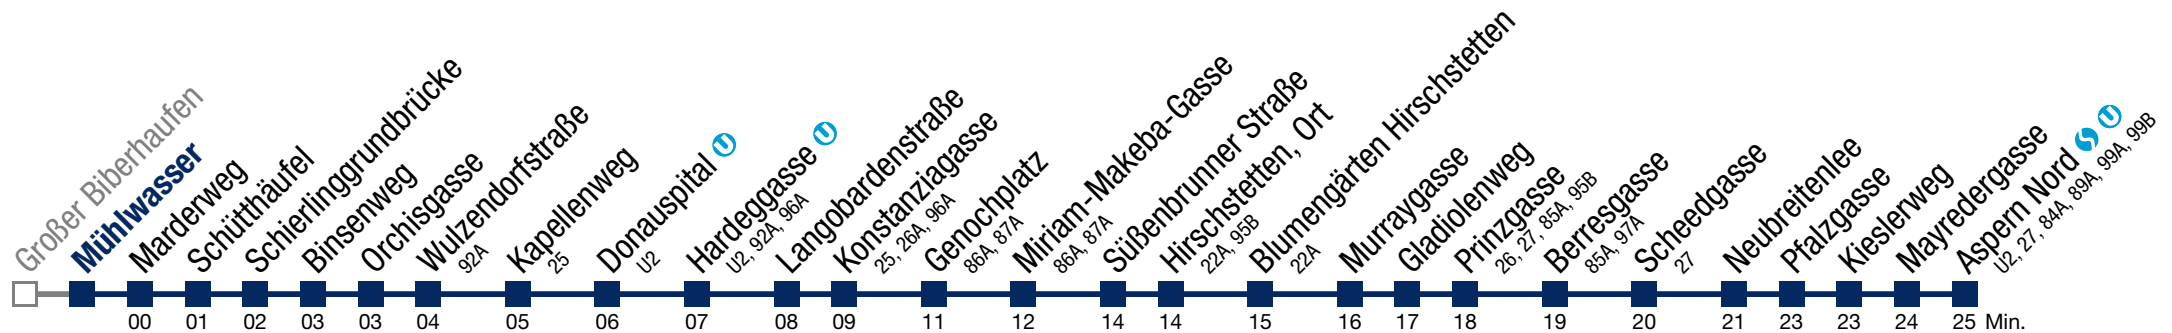 Großer Biberhaufen
Mühlwasser
Marderweg
Schütthäufel
Schierlinggrundbrücke
Binsenweg
Orchisgasse
Wulzendorfstraße
92A
Kapellenweg
25
Donauspital U
U2
Hardeggasse U
U2, 92A, 96A
Langobardenstraße
Konstanziagasse
25, 26A, 96A
Genochplatz
86A, 87A
Miriam-Makeba-Gasse
86A, 87A
Süßenbrunner Straße
Hirschstetten, Ort
22A, 95B
Blumengärten Hirschstetten
22A
Murraygasse
Gladiolenweg
Prinzgasse
26, 27, 85A, 95B
Berresgasse
85A, 97A
Scheedgasse
27
Neubreitenlee
Pfalzgasse
Kieslerweg
Mayredergasse
Aspern Nord S U
U2, 27, 84A, 89A, 99A, 99B
00 01 02 03 03 04 05 06 07 08 09 11 12 14 14 15 16 17 18 19 20 21 23 23 24 25 Min.